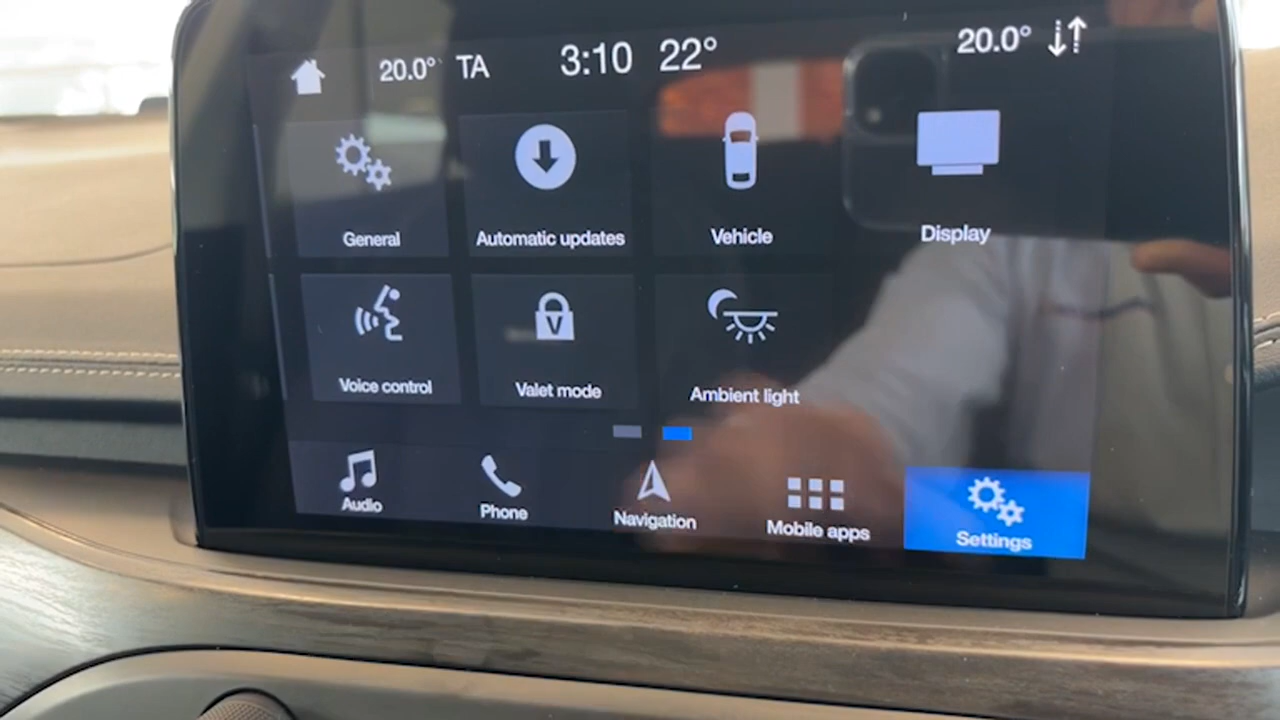 20.0° TA 3:10 22° 20.0°
General Automatic updates Vehicle Display
Voice control Valet mode Ambient light
Audio Phone Navigation Mobile apps Settings